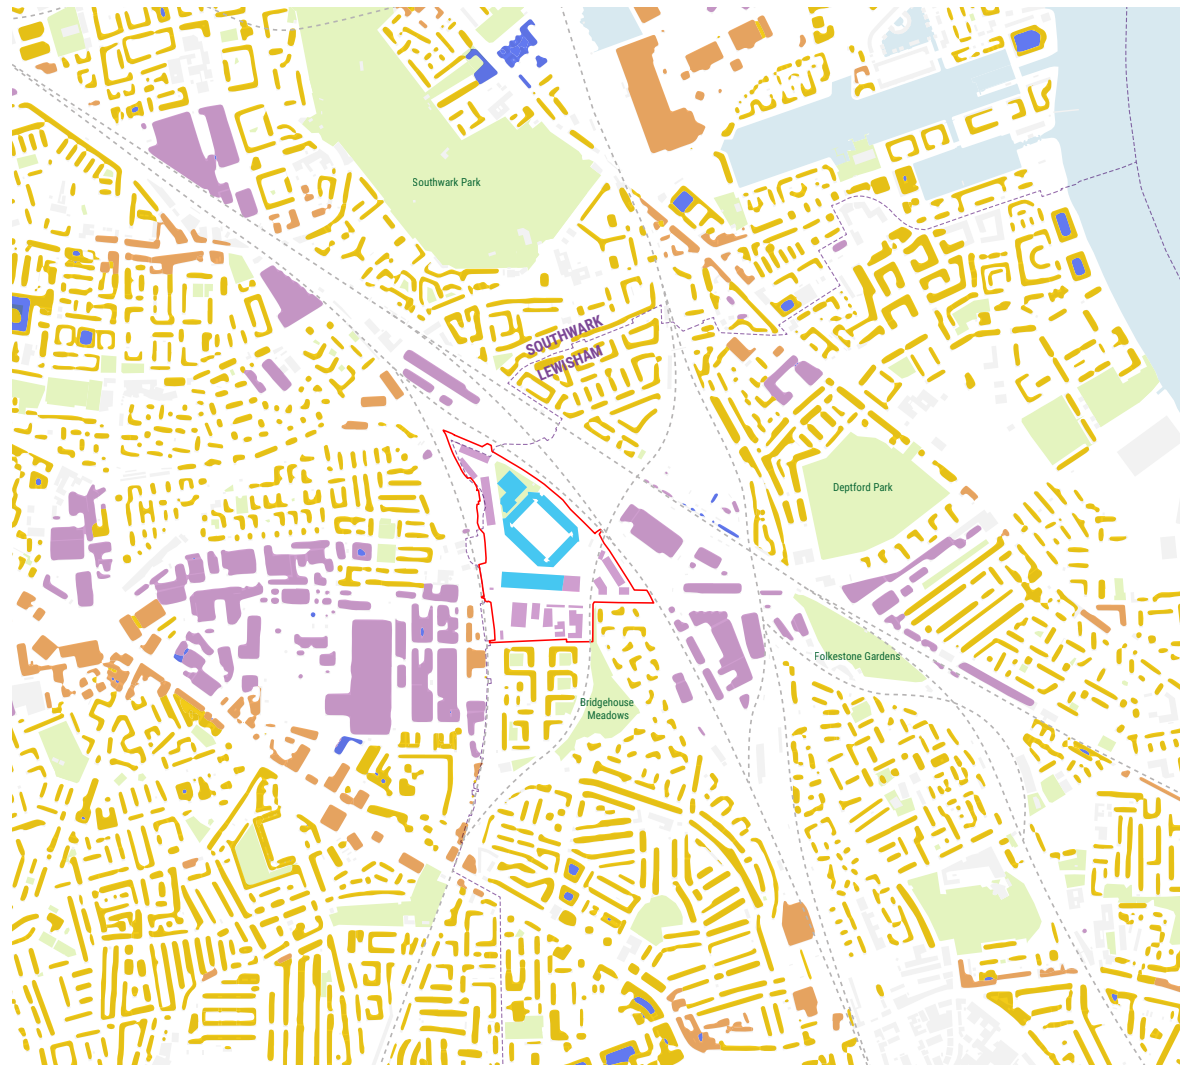 Southwark Park
SOUTHWARK
LEWISHAM
Deptford Park
Folkestone Gardens
Bridgehouse
Meadows